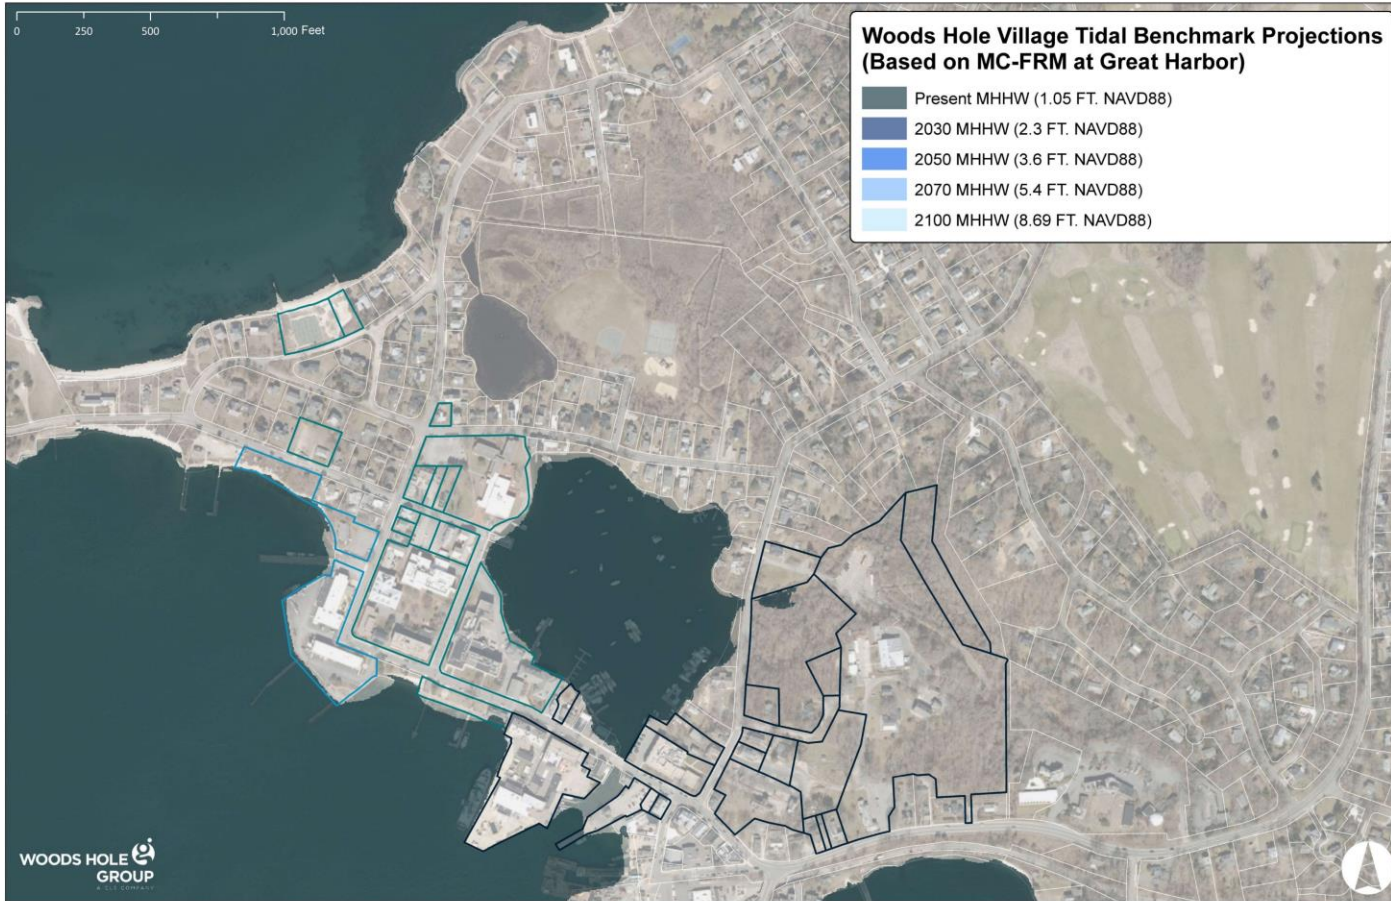 0 250 500 1,000 Feet
Woods Hole Village Tidal Benchmark Projections
(Based on MC-FRM at Great Harbor)
Present MHHW (1.05 FT. NAVD88)
2030 MHHW (2.3 FT. NAVD88)
2050 MHHW (3.6 FT. NAVD88)
2070 MHHW (5.4 FT. NAVD88)
2100 MHHW (8.69 FT. NAVD88)
WOODS HOLE
GROUP
A CLS COMPANY